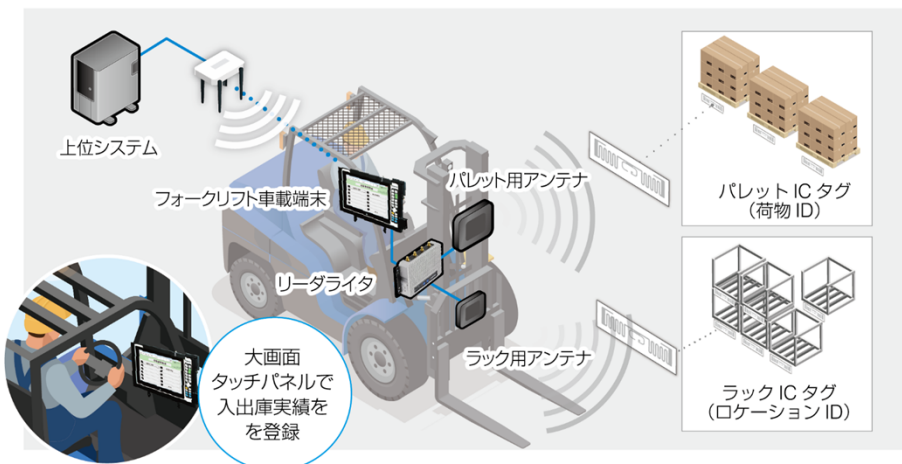 上位システム
フォークリフト車載端末
パレット用アンテナ
リーダライタ
ラック用アンテナ
パレット IC タグ
（荷物 ID）
ラック IC タグ
（ロケーション ID）
大画面
タッチパネルで
入出庫実績を
を登録